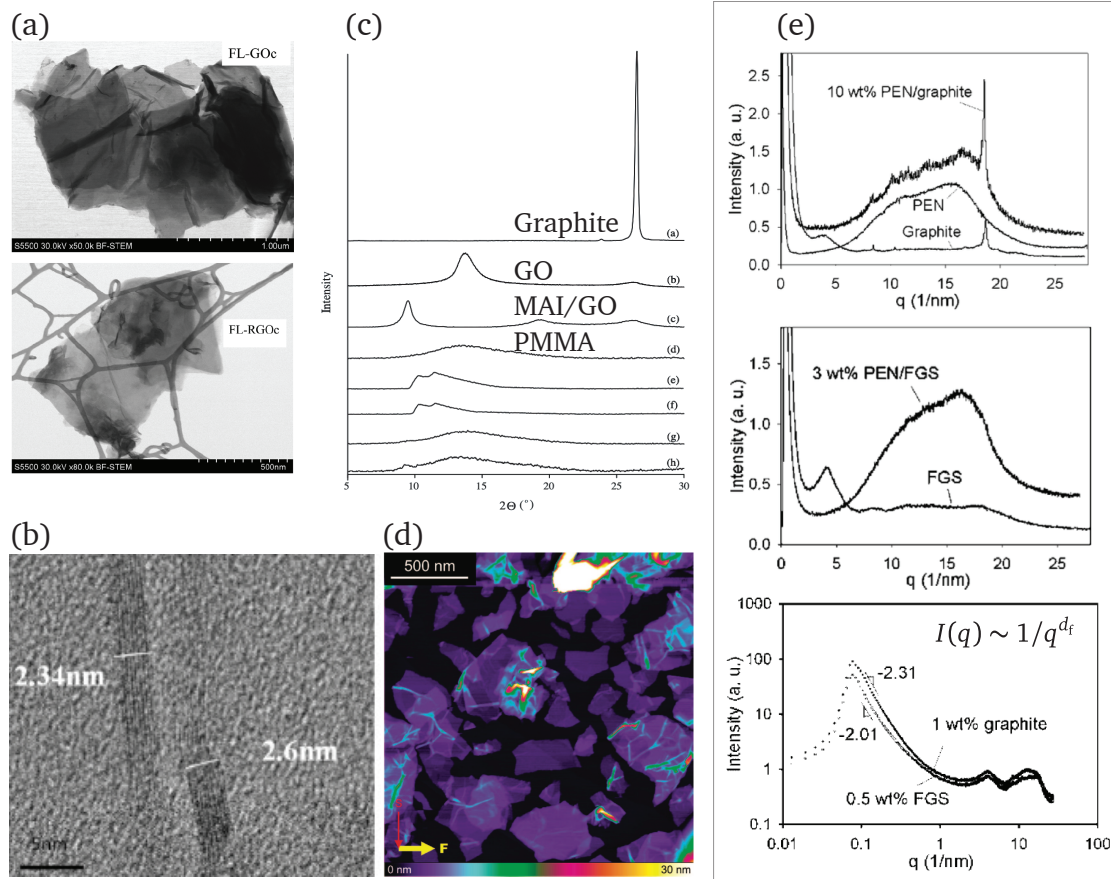 (a)
FL-GOc
S5500 30.0kV x50.0k BF-STEM
1.00um
FL-RGOc
S5500 30.0kV x80.0k BF-STEM
500nm
(b)
2.34nm
2.6nm
5nm
(c)
Intensity
Graphite
(a)
GO
(b)
MAI/GO
(c)
PMMA
(d)
(e)
(f)
(g)
(h)
5 10 15 20 25 30
2Θ (°)
(d)
500 nm
F
0 nm
30 nm
(e)
Intensity (a. u.)
2.5
2.0
1.5
1.0
0.5
0.0
10 wt% PEN/graphite
PEN
Graphite
0 5 10 15 20 25
q (1/nm)
Intensity (a. u.)
1.5
1.0
0.5
0.0
3 wt% PEN/FGS
FGS
0 5 10 15 20 25
q (1/nm)
Intensity (a. u.)
1000
100
10
1
0.1
I(q) ~ 1/q^{d_f}
-2.31
-2.01
1 wt% graphite
0.5 wt% FGS
0.01 0.1 1 10 100
q (1/nm)